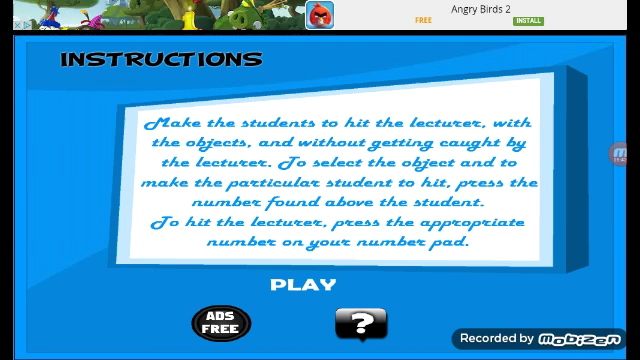 Angry Birds 2
FREE
INSTALL
INSTRUCTIONS
Make the students to hit the lecturer, with
the objects, and without getting caught by
the lecturer. To select the object and to
make the particular student to hit, press the
number found above the student.
To hit the lecturer, press the appropriate
number on your number pad.
PLAY
ADS
FREE
?
Recorded by mobizen